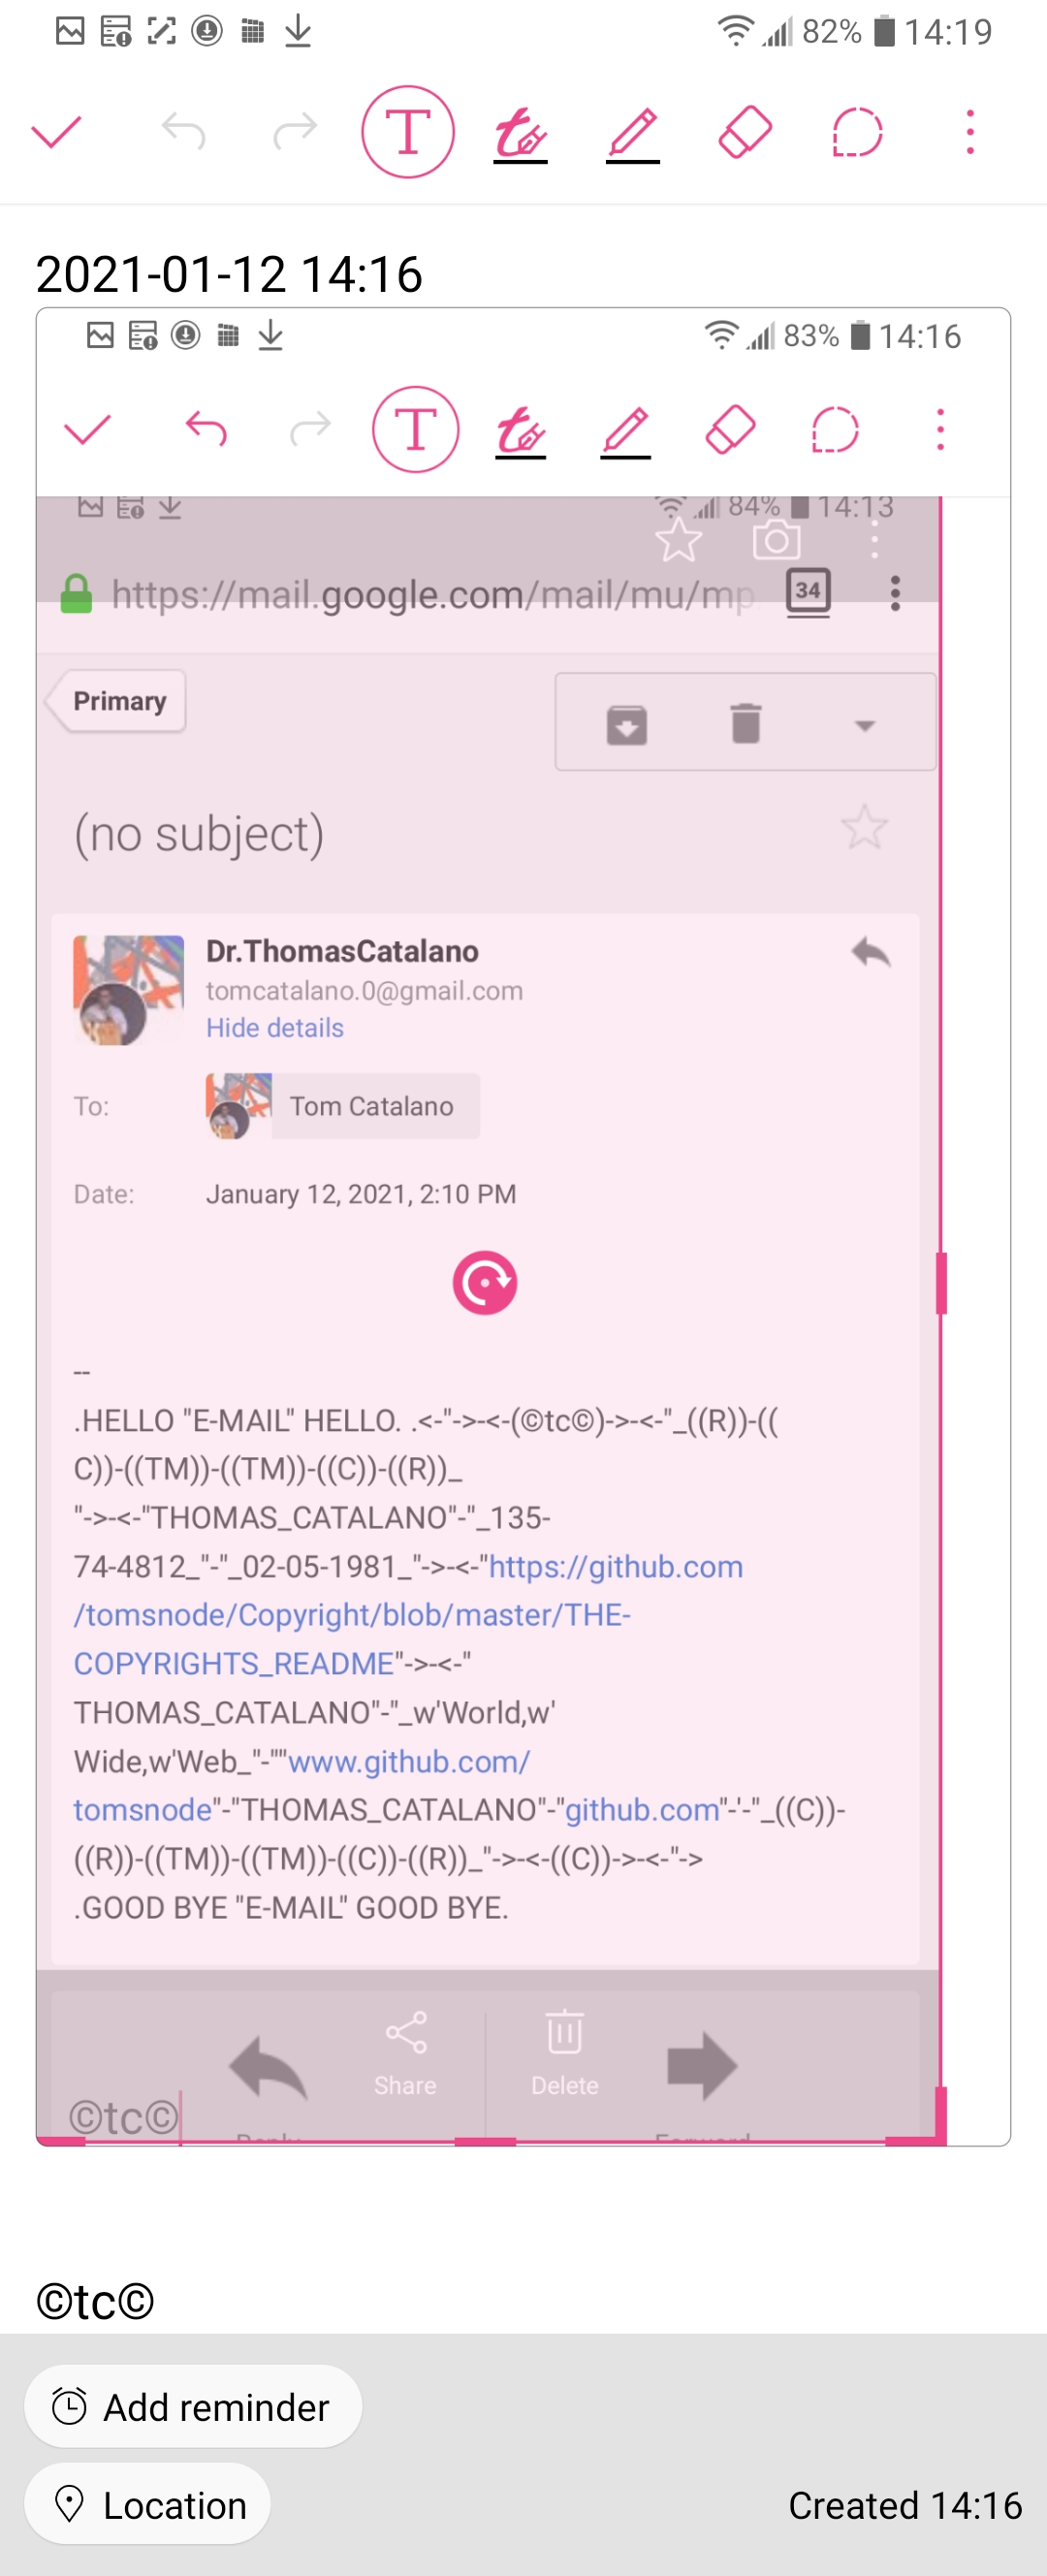 82% 14:19
T
2021-01-12 14:16
83% 14:16
T
84% 14:13
https://mail.google.com/mail/mu/mp
34
Primary
(no subject)
Dr.ThomasCatalano
tomcatalano.0@gmail.com
Hide details
To: Tom Catalano
Date: January 12, 2021, 2:10 PM
--
.HELLO "E-MAIL" HELLO. .<-"->-<-(©tc©)->-<-"_((R))-((
C))-((TM))-((TM))-((C))-((R))_
"->-<-"THOMAS_CATALANO"-"_135-
74-4812_"-"_02-05-1981_"->-<-"https://github.com
/tomsnode/Copyright/blob/master/THE-
COPYRIGHTS_README"->-<-"
THOMAS_CATALANO"-"_w'World,w'
Wide,w'Web_"-""www.github.com/
tomsnode"-"THOMAS_CATALANO"-"github.com"-'-"_((C))-
((R))-((TM))-((TM))-((C))-((R))_"->-<-((C))->-<-"->
.GOOD BYE "E-MAIL" GOOD BYE.
Share Delete
©tc©
Reply Forward
©tc©
Add reminder
Location Created 14:16